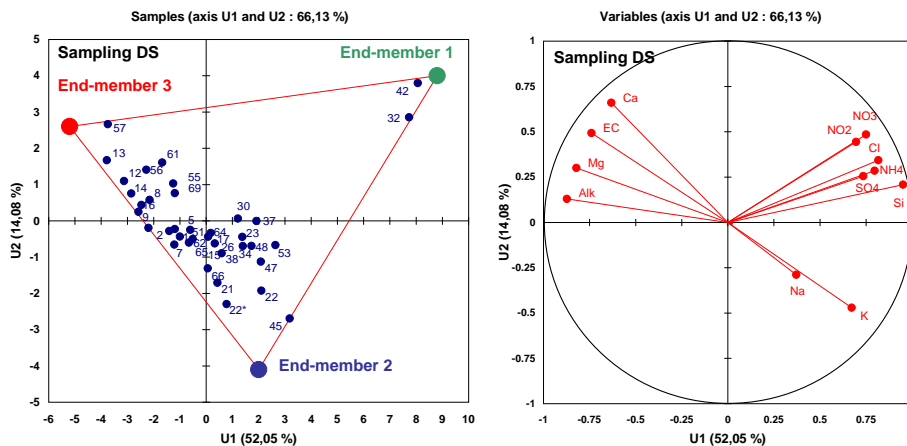 Samples (axis U1 and U2 : 66,13 %)
Sampling DS
End-member 1
End-member 3
End-member 2
42
32
57
13
12
56
61
55
69
14
8
16
9
30
37
2
5
7
51
64
17
23
62
65
15
26
38
34
48
53
47
66
21
22
22*
45
5
4
3
2
1
0
-1
-2
-3
-4
-5
-6 -5 -4 -3 -2 -1 0 1 2 3 4 5 6 7 8 9 10
U2 (14,08 %)
U1 (52,05 %)
Variables (axis U1 and U2 : 66,13 %)
Sampling DS
Ca
EC
Mg
Alk
NO3
NO2
Cl
NH4
SO4
Si
Na
K
1
0.75
0.5
0.25
0
-0.25
-0.5
-0.75
-1
-1 -0.75 -0.5 -0.25 0 0.25 0.5 0.75
U2 (14,08 %)
U1 (52,05 %)